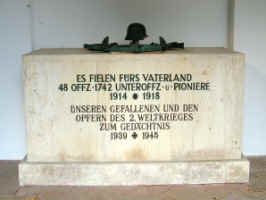 ES FIELEN FÜRS VATERLAND
48 OFFZ · 1742 UNTEROFFZ · u · PIONIERE
1914 ✸ 1918
UNSEREN GEFALLENEN UND DEN
OPFERN DES 2. WELTKRIEGES
ZUM GEDÄCHTNIS
1939 ✸ 1945